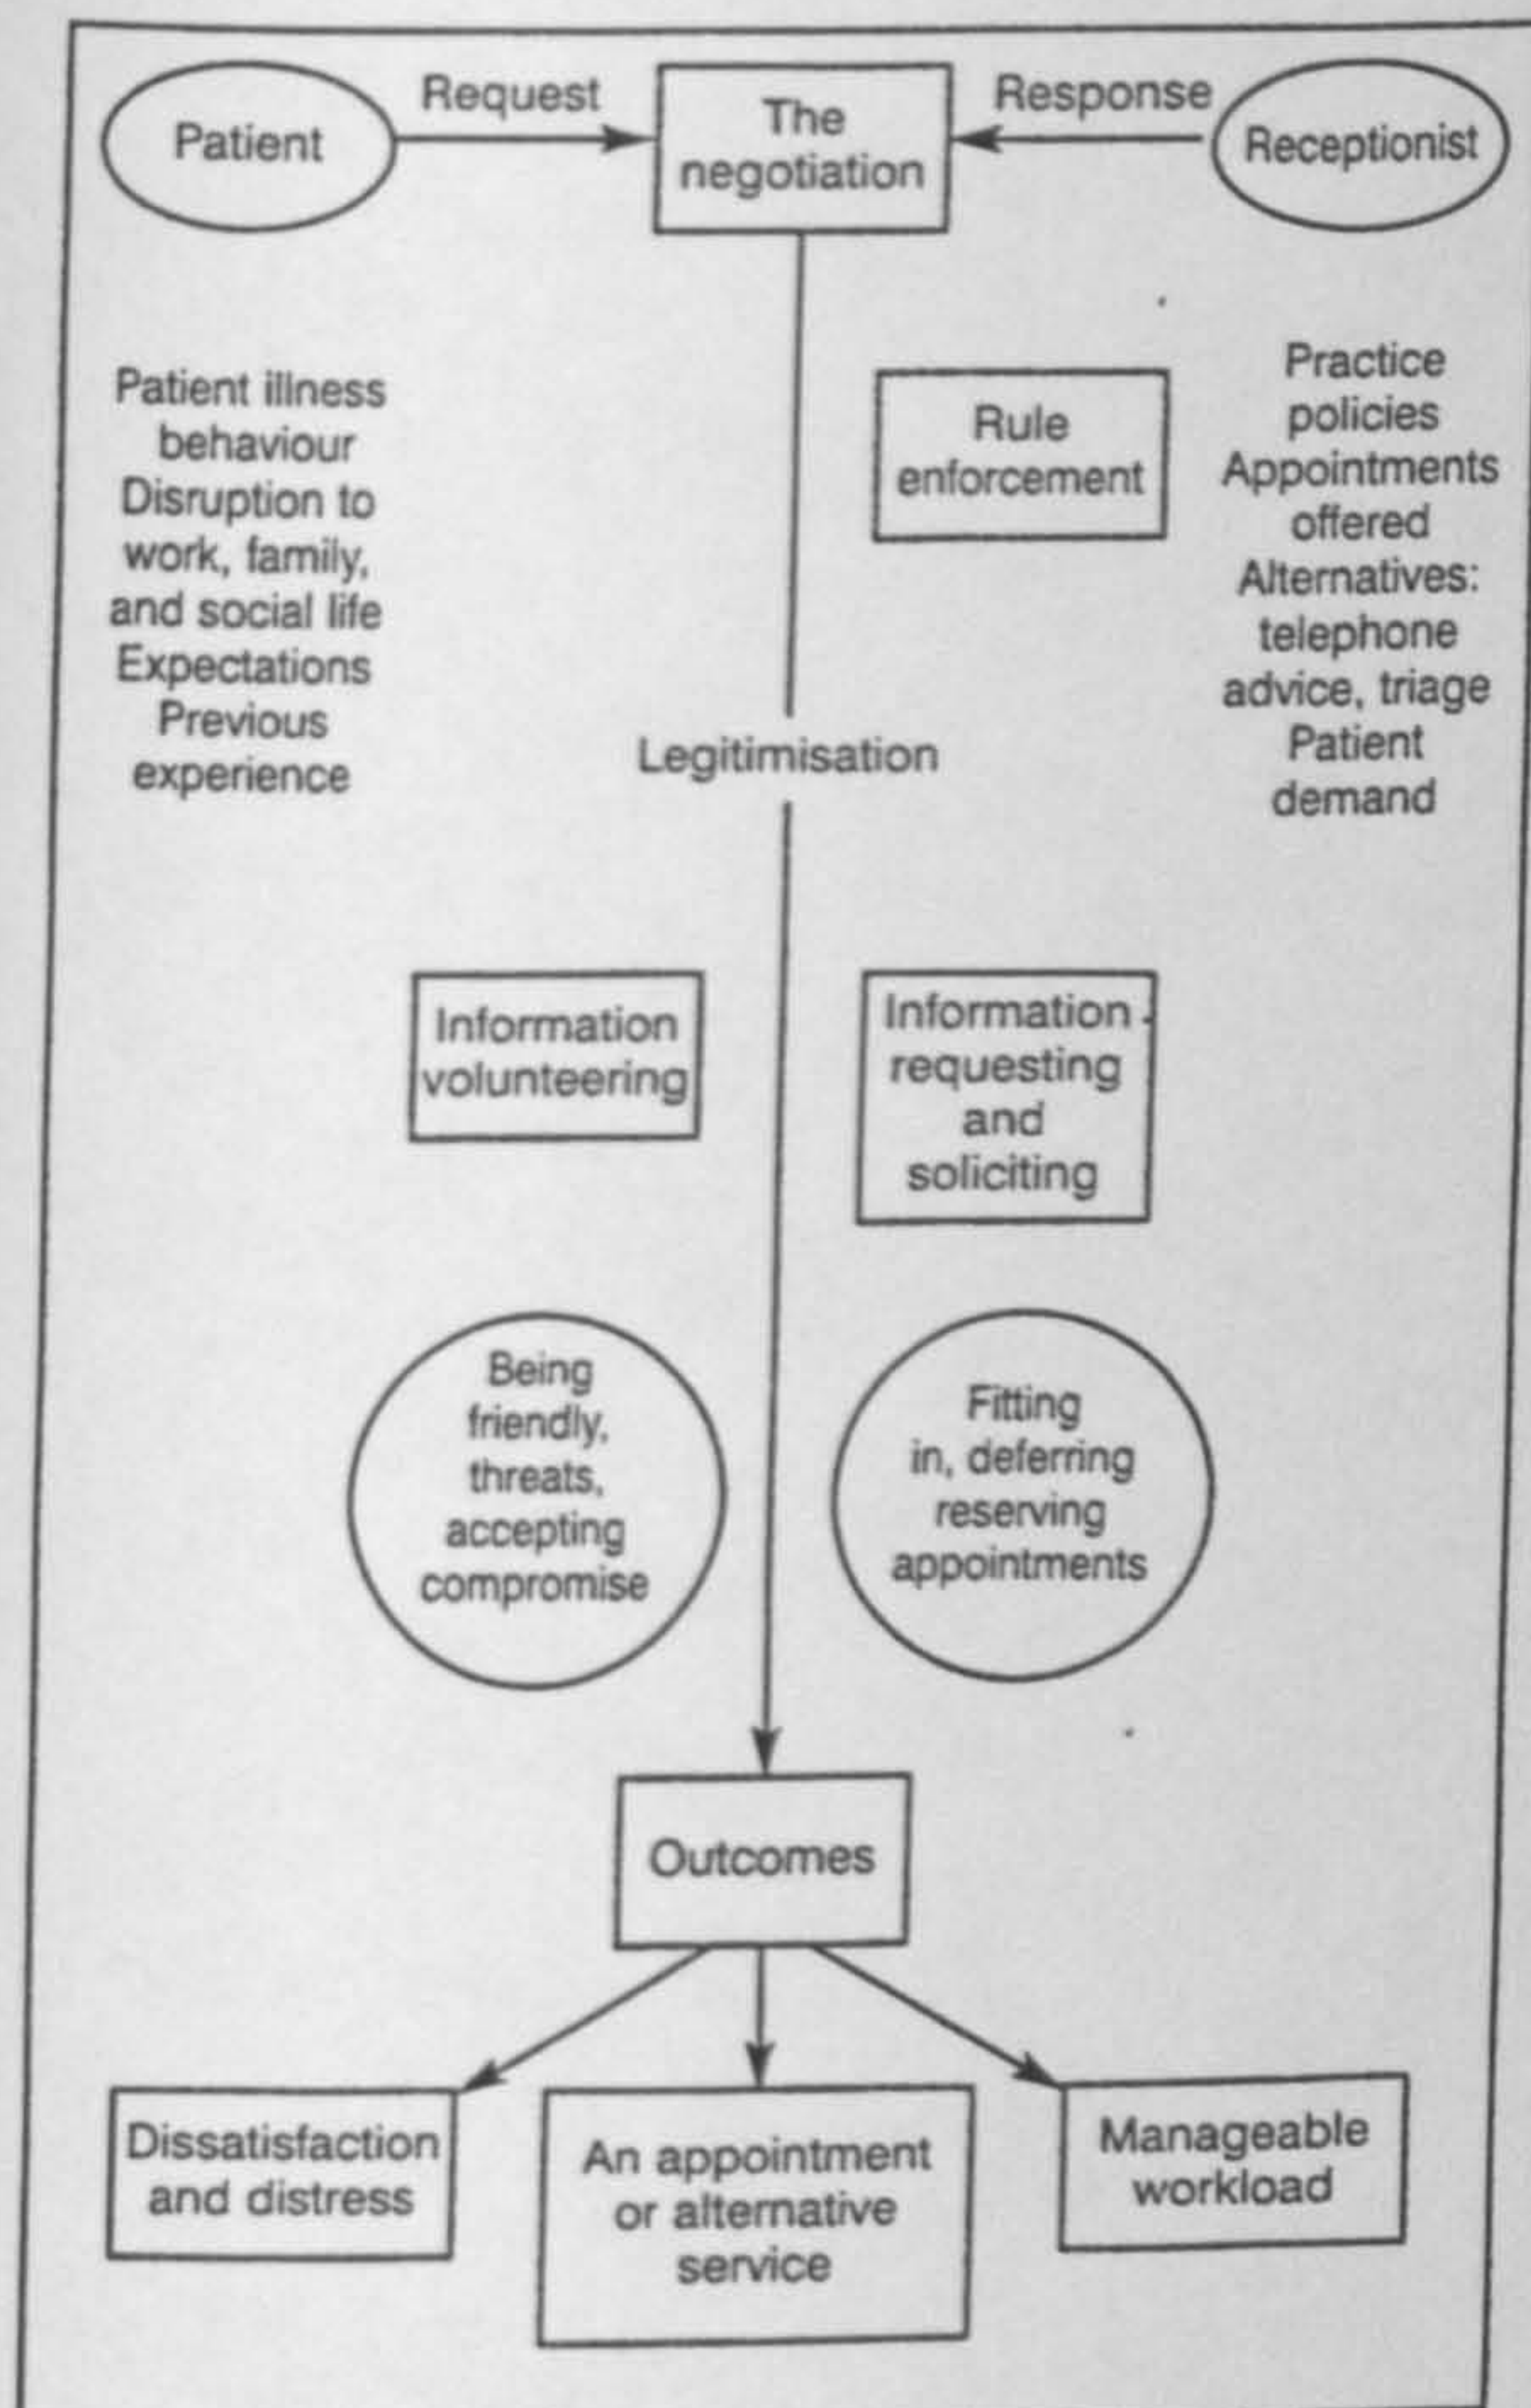 Patient
Request
The
negotiation
Response
Receptionist
Patient illness
behaviour
Disruption to
work, family,
and social life
Expectations
Previous
experience
Rule
enforcement
Practice
policies
Appointments
offered
Alternatives:
telephone
advice, triage
Patient
demand
Legitimisation
Information
volunteering
Information
requesting
and
soliciting
Being
friendly,
threats,
accepting
compromise
Fitting
in, deferring
reserving
appointments
Outcomes
Dissatisfaction
and distress
An appointment
or alternative
service
Manageable
workload